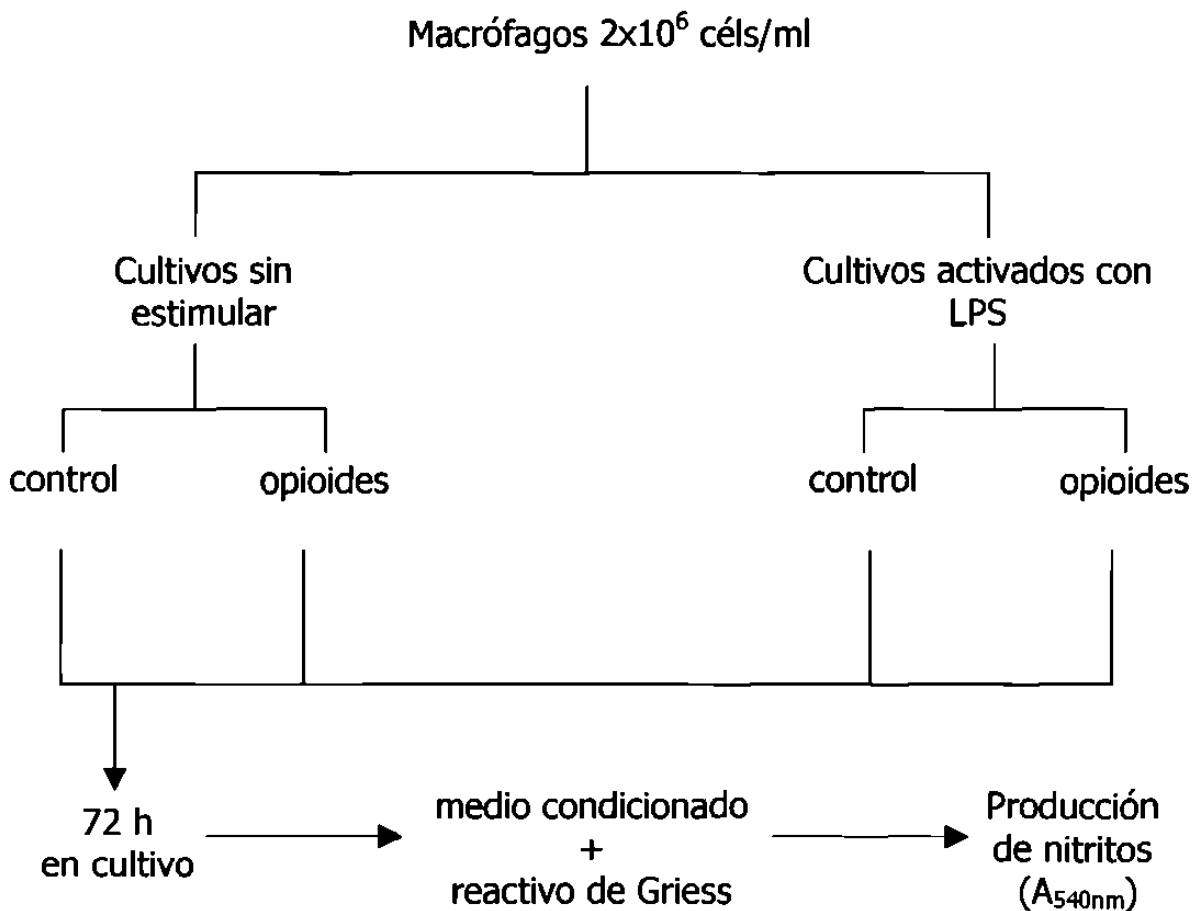 Macrófagos 2x10⁶ céls/ml
Cultivos sin
estimular
Cultivos activados con
LPS
control
opioides
control
opioides
72 h
en cultivo
medio condicionado
+
reactivo de Griess
Producción
de nitritos
(A₅₄₀ₙₘ)